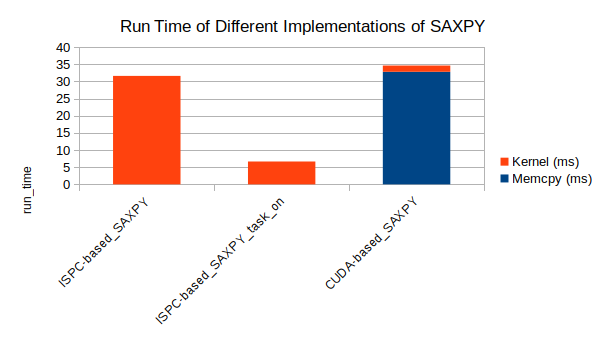 Run Time of Different Implementations of SAXPY
40
35
30
25
20
15
10
5
0
run_time
Kernel (ms)
Memcpy (ms)
ISPC-based_SAXPY
ISPC-based_SAXPY_task_on
CUDA-based_SAXPY